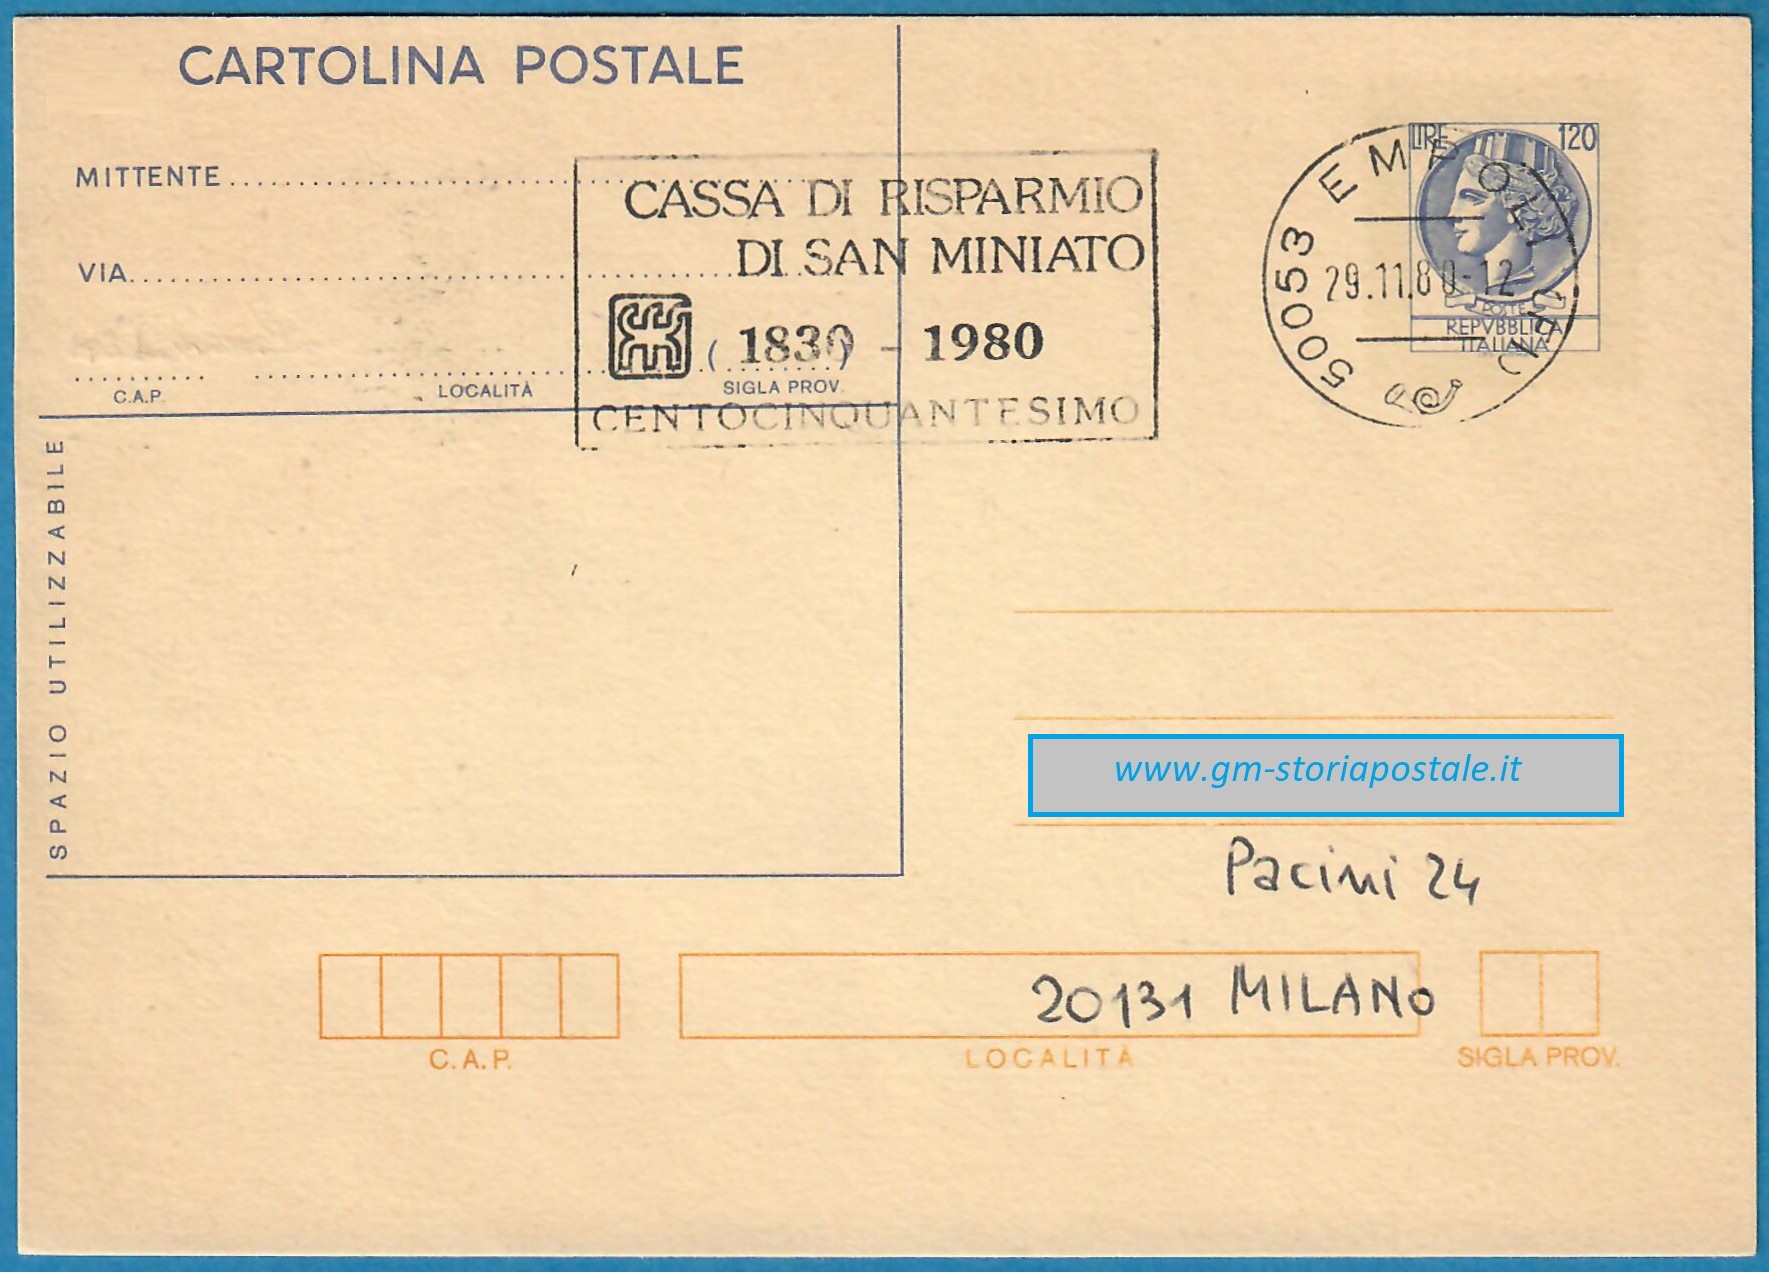 CARTOLINA POSTALE
MITTENTE
VIA
C.A.P.
LOCALITÀ
( )
SIGLA PROV.
SPAZIO UTILIZZABILE
CASSA DI RISPARMIO
DI SAN MINIATO
1830 - 1980
CENTOCINQUANTESIMO
50053 EMPOLI (FI)
29.11.80-12
LIRE 120
POSTE
REPVBBLICA
ITALIANA
www.gm-storiapostale.it
Pacini 24
20131 MILANO
C.A.P.
LOCALITÀ
SIGLA PROV.